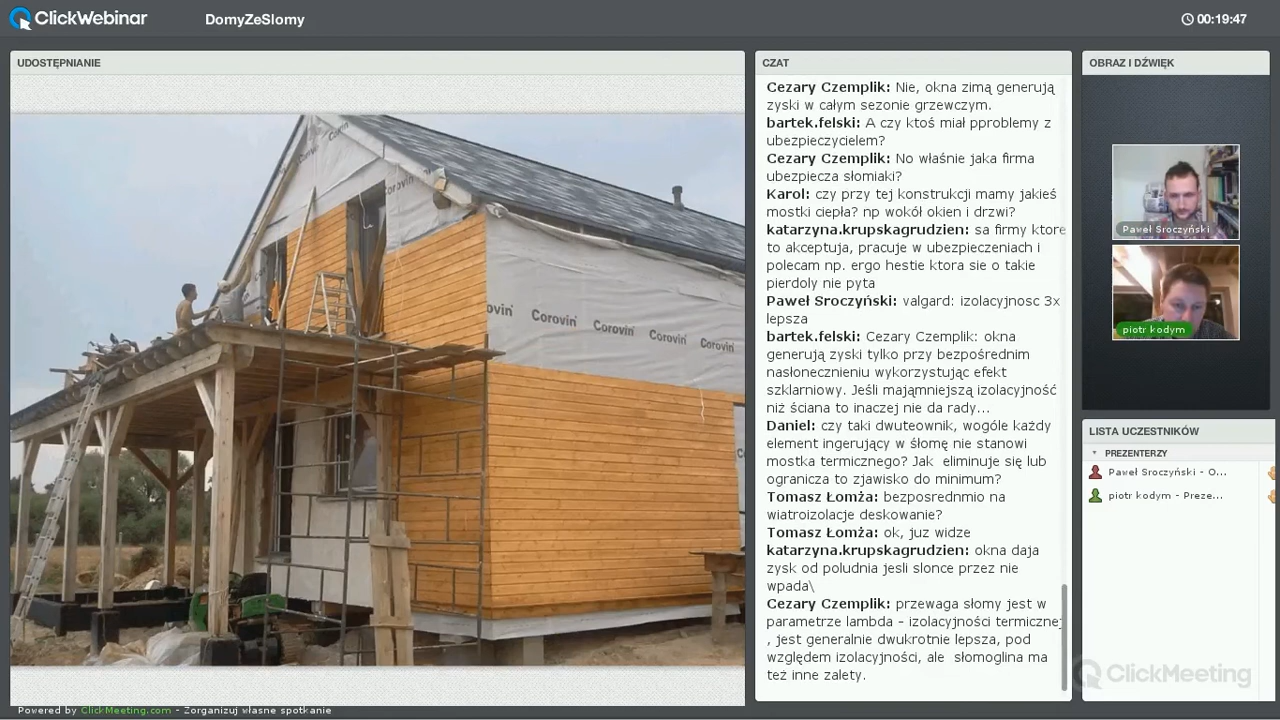 ClickWebinar
DomyZeSlomy
00:19:47
UDOSTĘPNIANIE
Corovin
Corovin
Corovin
Corovin
Corovin
Corovin
Corovin
Powered by ClickMeeting.com - Zorganizuj własne spotkanie
CZAT
Cezary Czemplik: Nie, okna zimą generują
zyski w całym sezonie grzewczym.
bartek.felski: A czy ktoś miał pproblemy z
ubezpieczycielem?
Cezary Czemplik: No właśnie jaka firma
ubezpiecza słomiaki?
Karol: czy przy tej konstrukcji mamy jakieś
mostki ciepła? np wokół okien i drzwi?
katarzyna.krupskagrudzien: sa firmy ktore
to akceptuja, pracuje w ubezpieczeniach i
polecam np. ergo hestie ktora sie o takie
pierdoly nie pyta
Paweł Sroczyński: valgard: izolacyjnosc 3x
lepsza
bartek.felski: Cezary Czemplik: okna
generują zyski tylko przy bezpośrednim
nasłonecznieniu wykorzystując efekt
szklarniowy. Jeśliająmniejszą izolacyjność
niż ściana to inaczej nie da rady...
Daniel: czy taki dwuteownik, wogóle każdy
element ingerujący w śłomę nie stanowi
mostka termicznego? Jak eliminuje się lub
ogranicza to zjawisko do minimum?
Tomasz Łomża: bezposrednmio na
wiatroizolacje deskowanie?
Tomasz Łomża: ok, juz widze
katarzyna.krupskagrudzien: okna daja
zysk od poludnia jesli slonce przez nie
wpada\
Cezary Czemplik: przewaga słomy jest w
parametrze lambda - izolacyjności termicznej
, jest generalnie dwukrotnie lepsza, pod
względem izolacyjności, ale słomoglina ma
też inne zalety.
OBRAZ I DŹWIĘK
Paweł Sroczyński
piotr kodym
LISTA UCZESTNIKÓW
PREZENTERZY
Paweł Sroczyński - O...
piotr kodym - Preze...
ClickMeeting